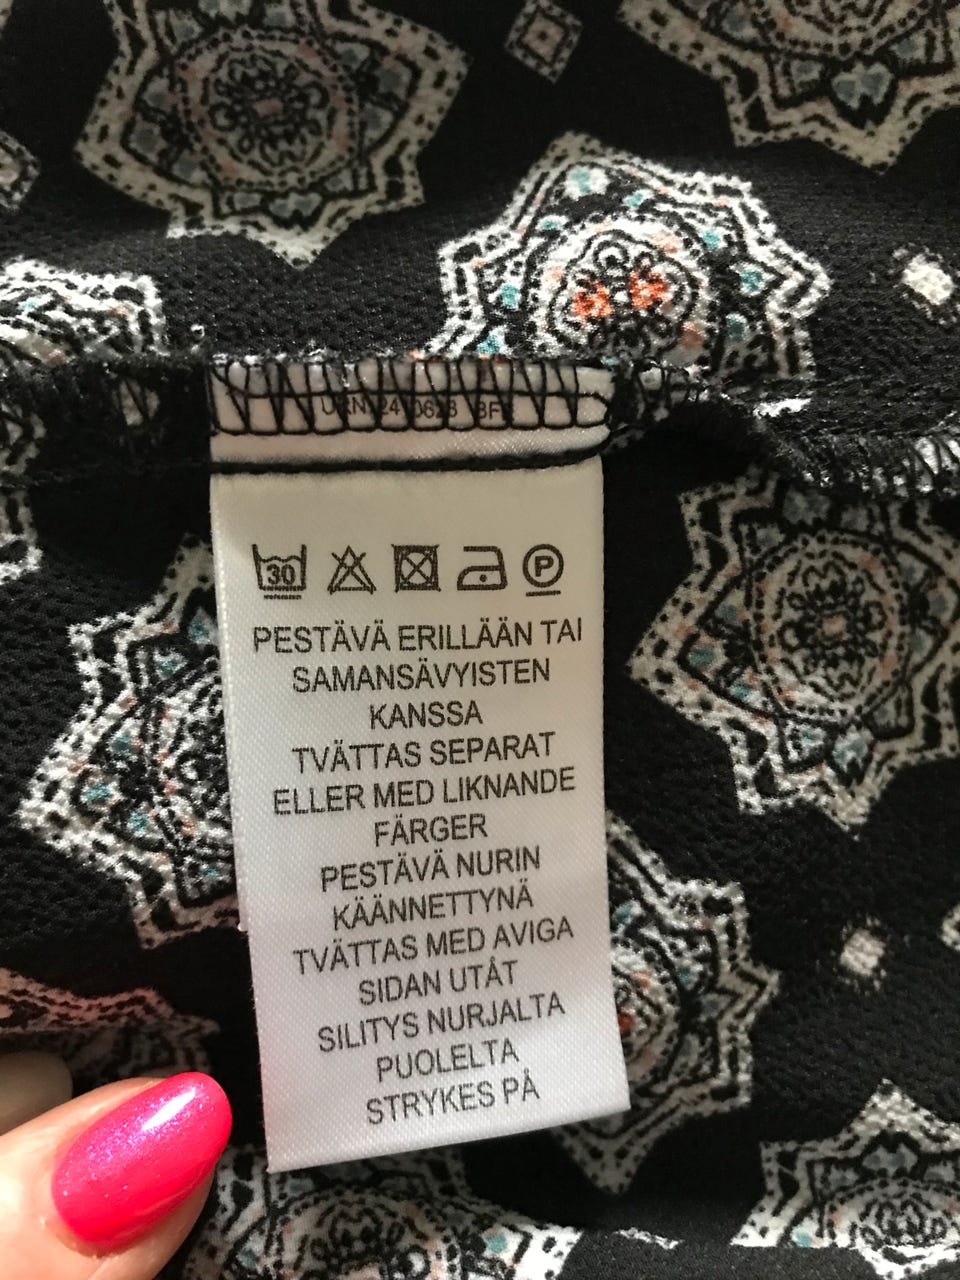 30 P
PESTÄVÄ ERILLÄÄN TAI
SAMANSÄVYISTEN
KANSSA
TVÄTTAS SEPARAT
ELLER MED LIKNANDE
FÄRGER
PESTÄVÄ NURIN
KÄÄNNETTYNÄ
TVÄTTAS MED AVIGA
SIDAN UTÅT
SILITYS NURJALTA
PUOLELTA
STRYKES PÅ